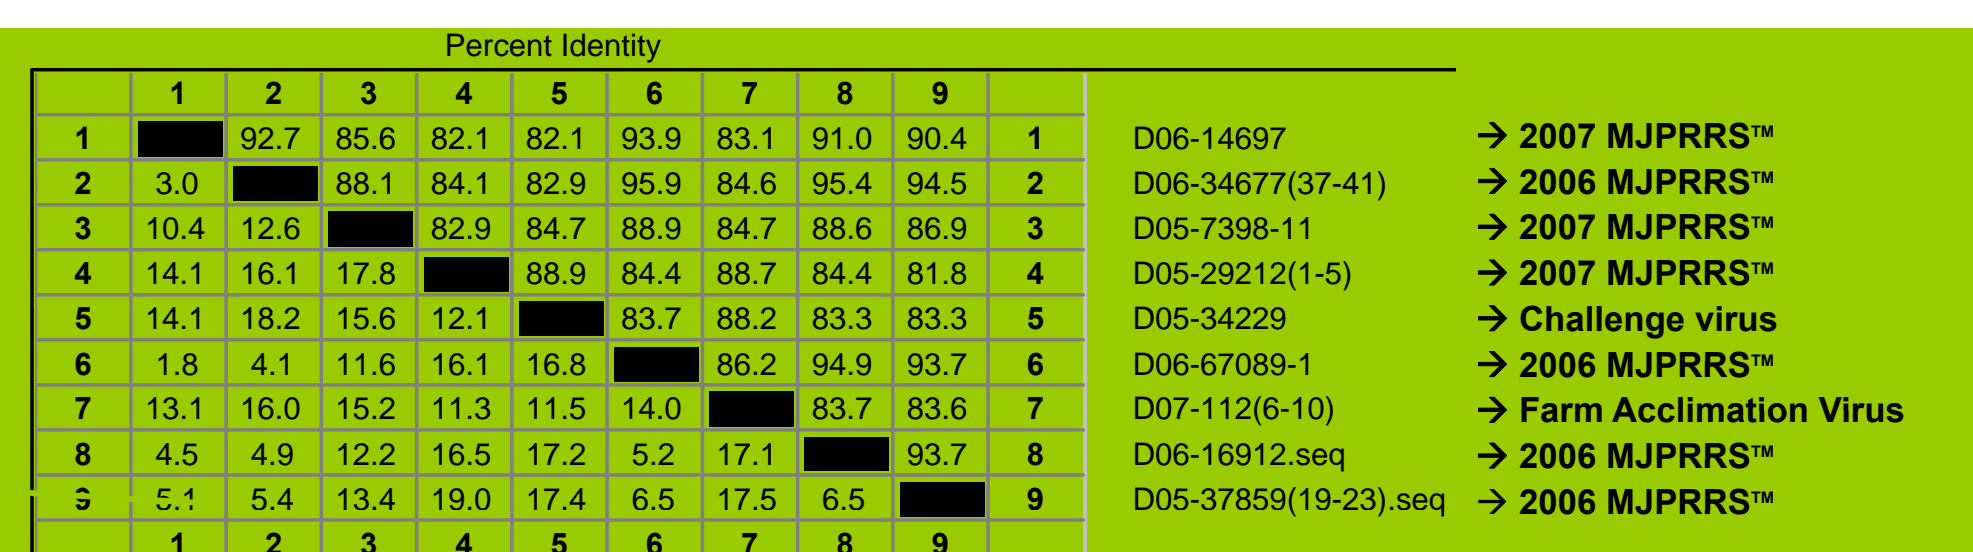 Percent Identity
1 2 3 4 5 6 7 8 9
1 92.7 85.6 82.1 82.1 93.9 83.1 91.0 90.4 1 D06-14697 → 2007 MJPRRS™
2 3.0 88.1 84.1 82.9 95.9 84.6 95.4 94.5 2 D06-34677(37-41) → 2006 MJPRRS™
3 10.4 12.6 82.9 84.7 88.9 84.7 88.6 86.9 3 D05-7398-11 → 2007 MJPRRS™
4 14.1 16.1 17.8 88.9 84.4 88.7 84.4 81.8 4 D05-29212(1-5) → 2007 MJPRRS™
5 14.1 18.2 15.6 12.1 83.7 88.2 83.3 83.3 5 D05-34229 → Challenge virus
6 1.8 4.1 11.6 16.1 16.8 86.2 94.9 93.7 6 D06-67089-1 → 2006 MJPRRS™
7 13.1 16.0 15.2 11.3 11.5 14.0 83.7 83.6 7 D07-112(6-10) → Farm Acclimation Virus
8 4.5 4.9 12.2 16.5 17.2 5.2 17.1 93.7 8 D06-16912.seq → 2006 MJPRRS™
9 5.1 5.4 13.4 19.0 17.4 6.5 17.5 6.5 9 D05-37859(19-23).seq → 2006 MJPRRS™
1 2 3 4 5 6 7 8 9